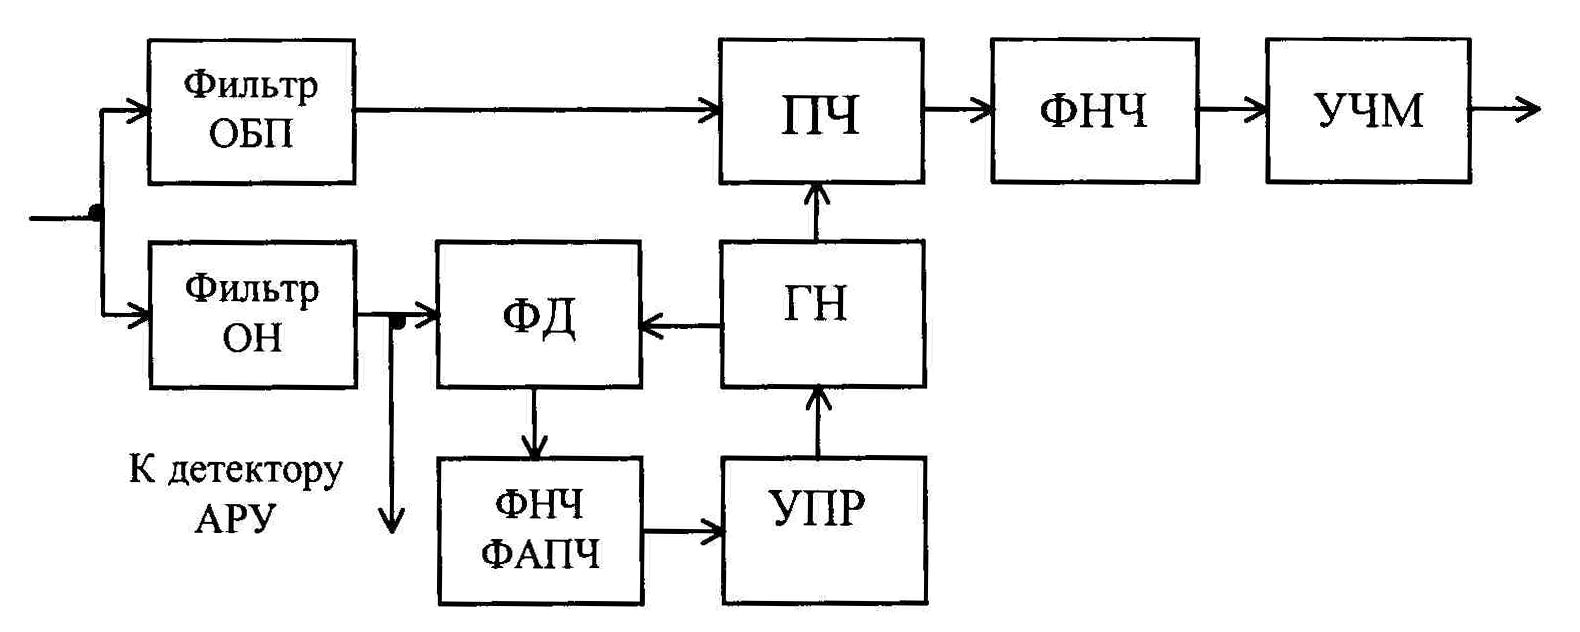 Фильтр
ОБП
ПЧ
ФНЧ
УЧМ
Фильтр
ОН
ФД
ГН
К детектору
АРУ
ФНЧ
ФАПЧ
УПР